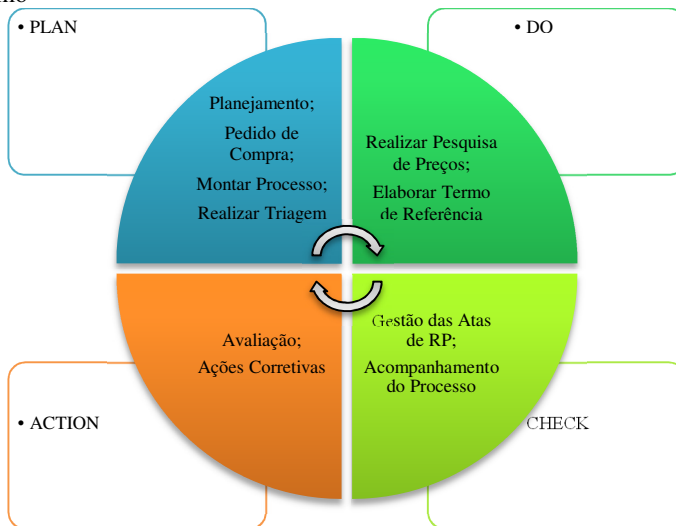 • PLAN
• DO
Planejamento;
Pedido de
Compra;
Montar Processo;
Realizar Triagem
Realizar Pesquisa
de Preços;
Elaborar Termo
de Referência
Avaliação;
Ações Corretivas
Gestão das Atas
de RP;
Acompanhamento
do Processo
• ACTION
CHECK